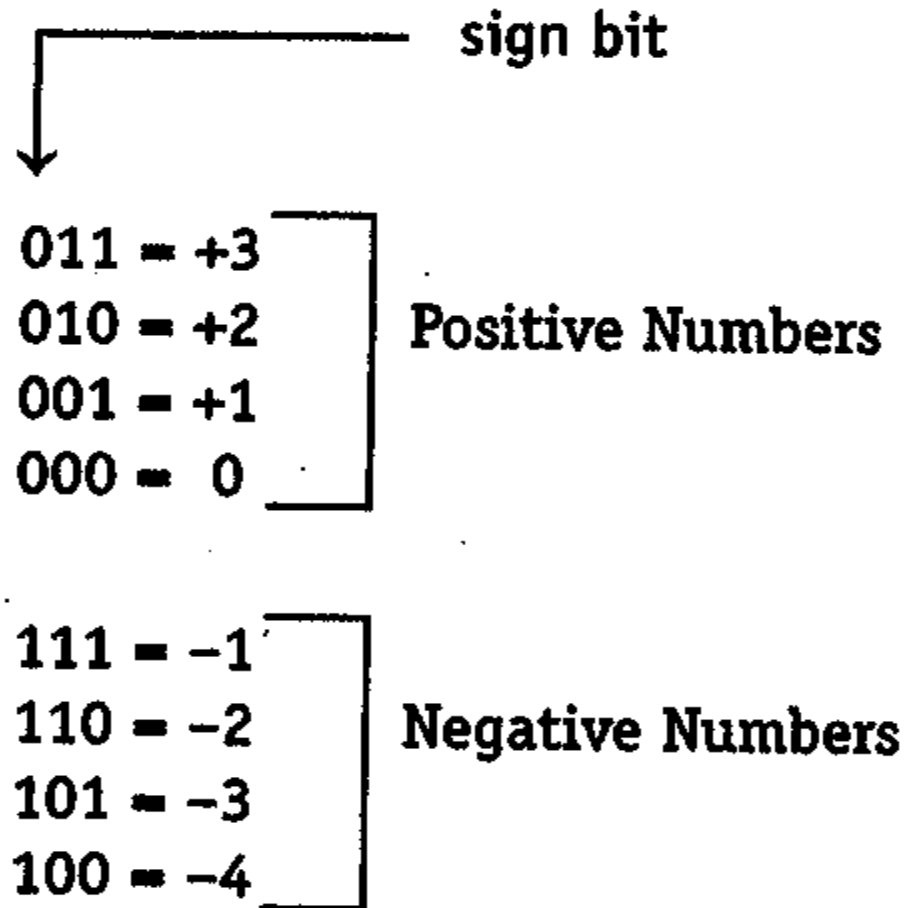 sign bit
011 = +3
010 = +2
001 = +1
000 = 0
Positive Numbers
111 = −1
110 = −2
101 = −3
100 = −4
Negative Numbers